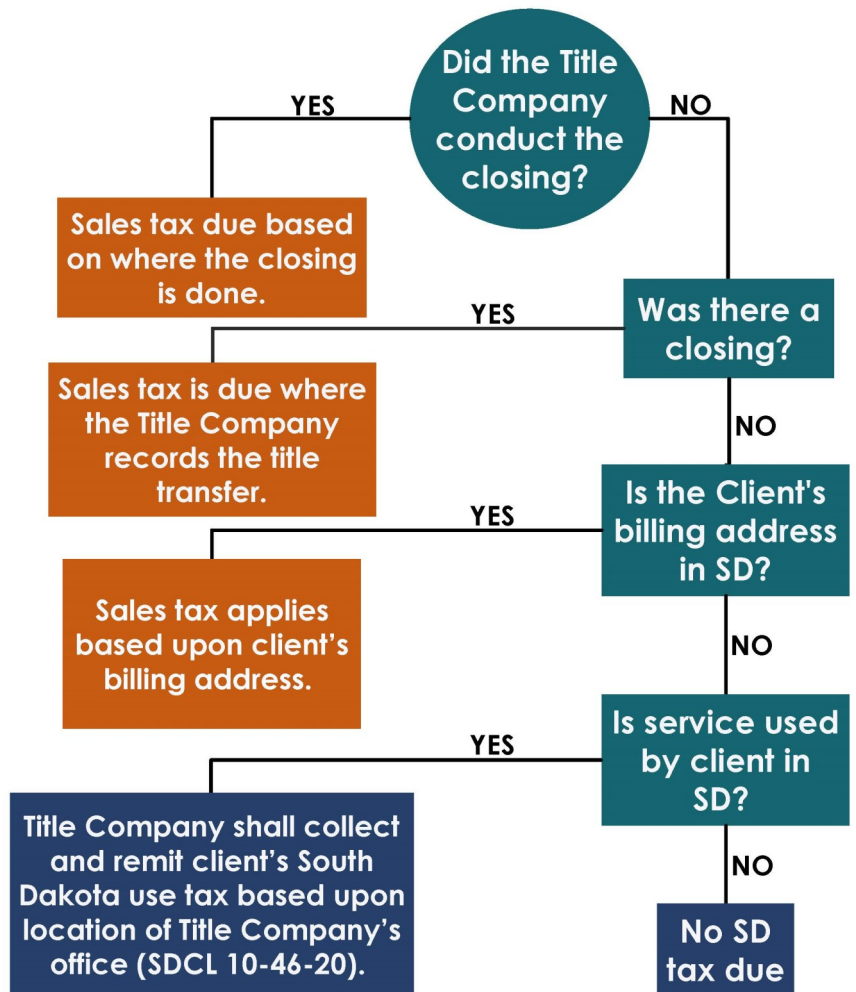 Did the Title
Company
conduct the
closing?
YES
NO
Sales tax due based
on where the closing
is done.
YES
Was there a
closing?
Sales tax is due where
the Title Company
records the title
transfer.
NO
YES
Is the Client's
billing address
in SD?
Sales tax applies
based upon client’s
billing address.
NO
YES
Is service used
by client in
SD?
Title Company shall collect
and remit client’s South
Dakota use tax based upon
location of Title Company’s
office (SDCL 10-46-20).
NO
No SD
tax due